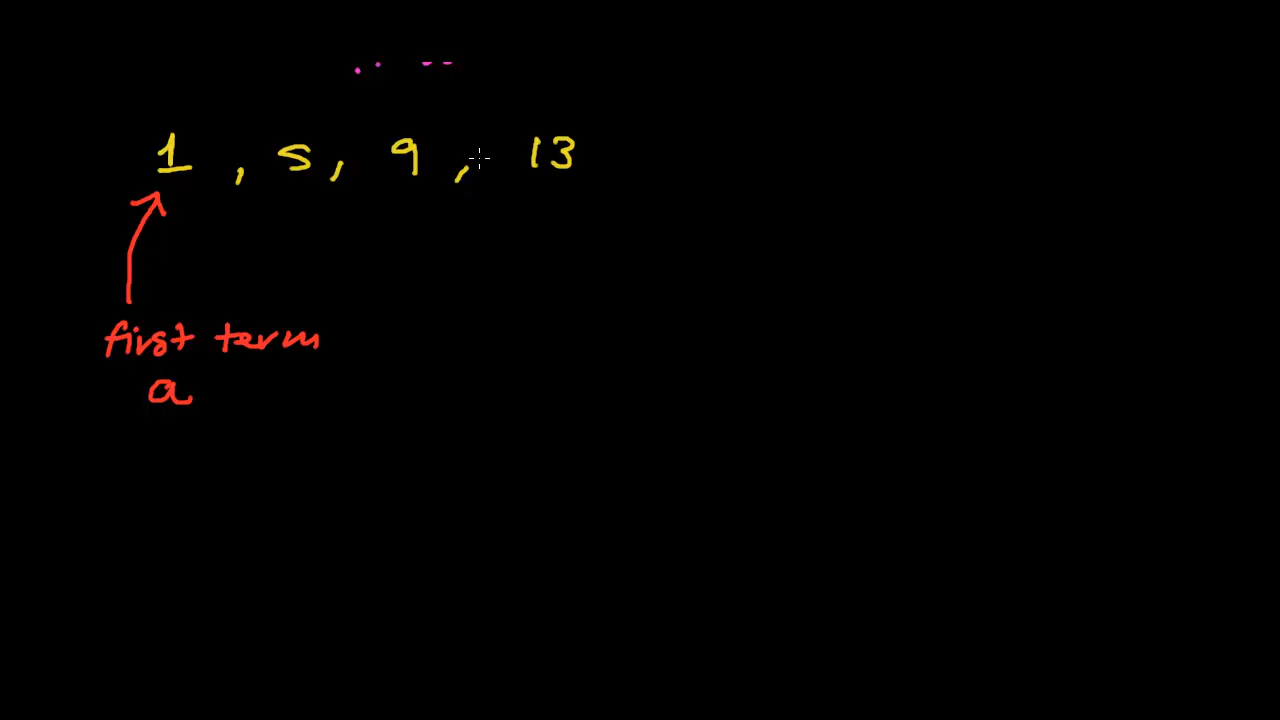 1 , 5 , 9 , 13
first term
a